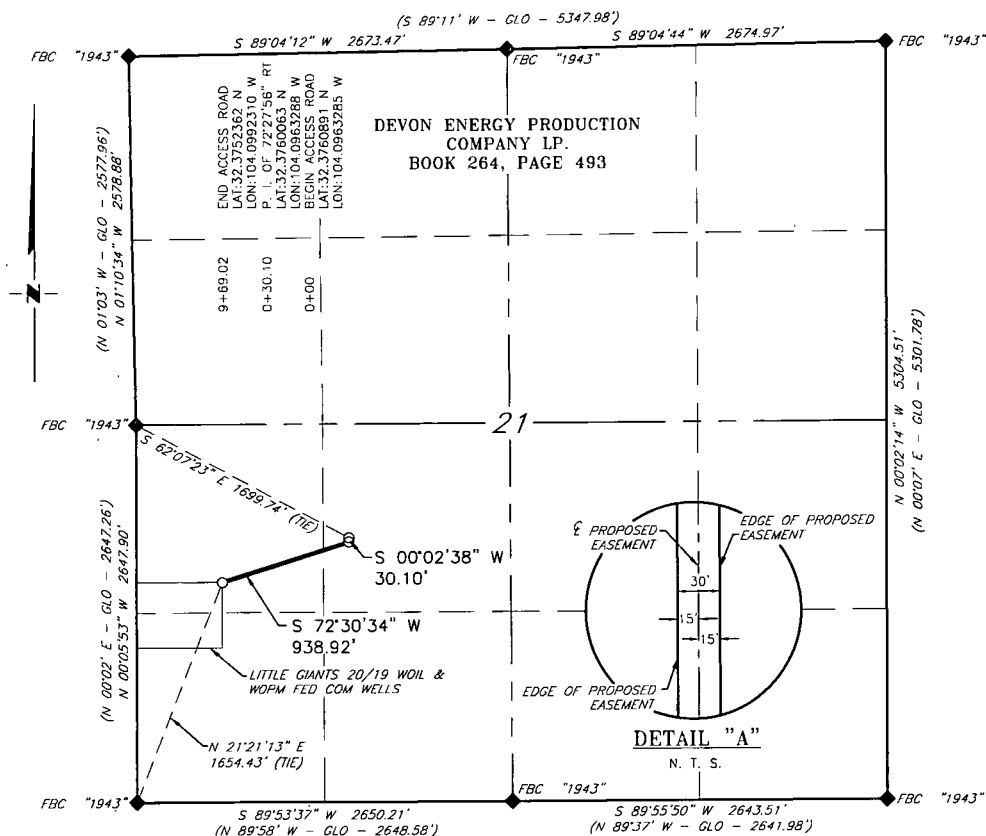 (S 89°11' W - GLO - 5347.98')
S 89°04'12" W 2673.47'
S 89°04'44" W 2674.97'
FBC "1943"
FBC "1943"
FBC "1943"
END ACCESS ROAD
LAT:32.3752362 N
LON:104.0992310 W
P. I. OF 72°27'56" RT
LAT:32.3760063 N
LON:104.0963288 W
BEGIN ACCESS ROAD
LAT:32.3760891 N
LON:104.0963285 W
9+69.02
0+30.10
0+00
DEVON ENERGY PRODUCTION
COMPANY LP.
BOOK 264, PAGE 493
(N 01°03' W - GLO - 2577.96')
N 01°10'34" W 2578.88'
N
N 00°02'14" W 5304.51'
(N 00°07' E - GLO - 5301.78')
FBC "1943"
21
S 62°07'23" E 1699.74' (TIE)
(N 00°02' E - GLO - 2647.26')
N 00°05'53" W 2647.90'
S 00°02'38" W
30.10'
S 72°30'34" W
938.92'
LITTLE GIANTS 20/19 WOIL &
WOPM FED COM WELLS
N 21°21'13" E
1654.43' (TIE)
℄ PROPOSED
EASEMENT
EDGE OF PROPOSED
EASEMENT
30'
15'
15'
EDGE OF PROPOSED
EASEMENT
DETAIL "A"
N. T. S.
FBC "1943"
FBC "1943"
FBC "1943"
S 89°53'37" W 2650.21'
(N 89°58' W - GLO - 2648.58')
S 89°55'50" W 2643.51'
(N 89°37' W - GLO - 2641.98')